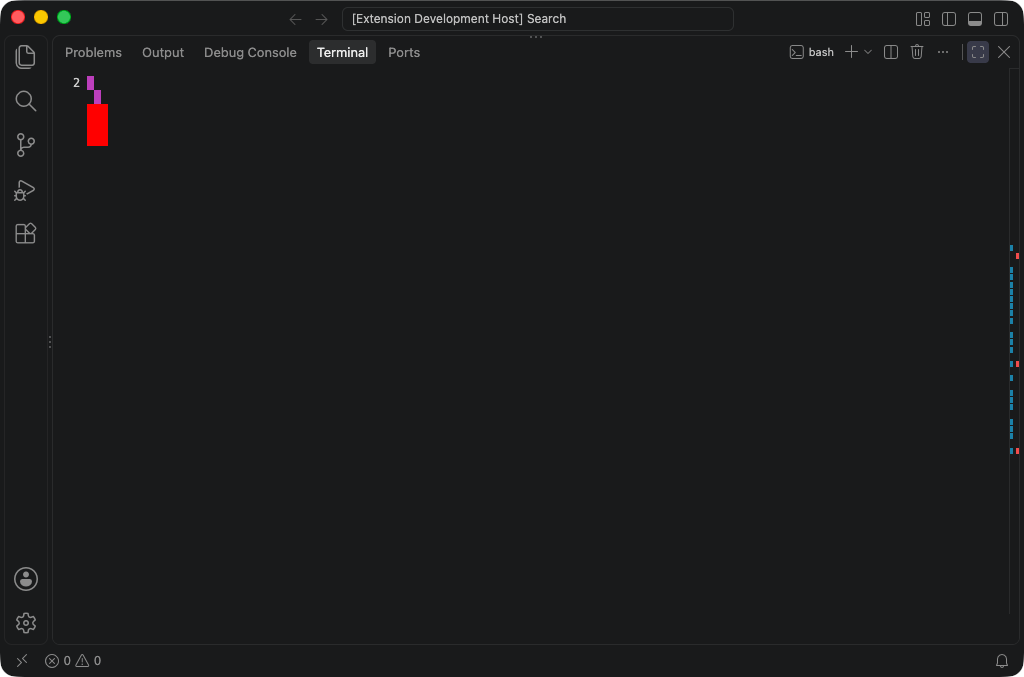 [Extension Development Host] Search
Problems Output Debug Console Terminal Ports bash
2
0 0